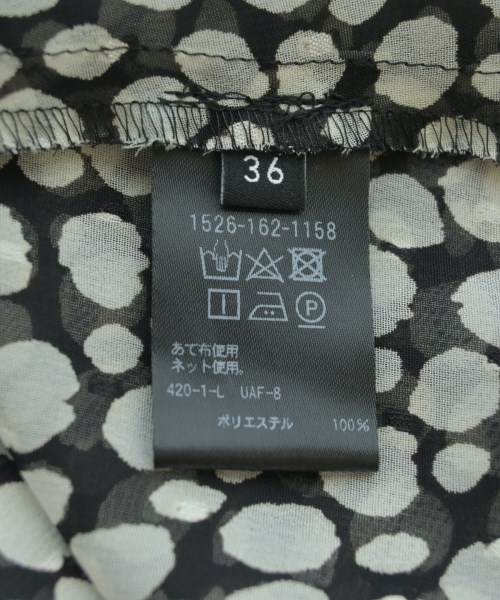 36
1526-162-1158
P
あて布使用
ネット使用。
420-1-L UAF-8
ポリエステル 100%